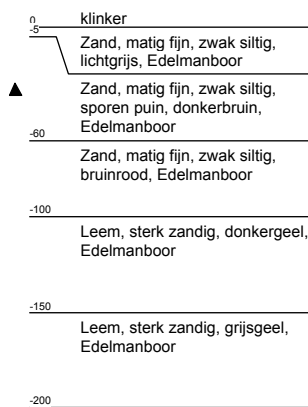 0
klinker
-5
Zand, matig fijn, zwak siltig,
lichtgrijs, Edelmanboor
Zand, matig fijn, zwak siltig,
sporen puin, donkerbruin,
Edelmanboor
-60
Zand, matig fijn, zwak siltig,
bruinrood, Edelmanboor
-100
Leem, sterk zandig, donkergeel,
Edelmanboor
-150
Leem, sterk zandig, grijsgeel,
Edelmanboor
-200